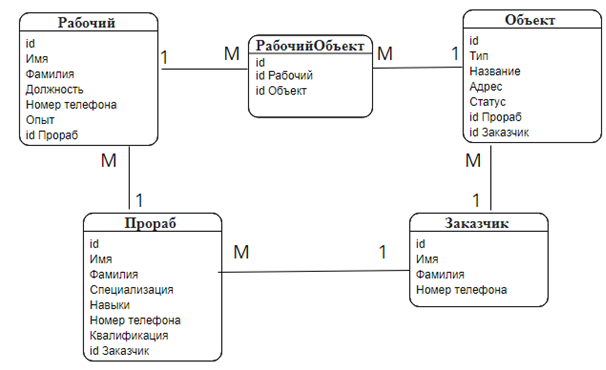 Рабочий
id
Имя
Фамилия
Должность
Номер телефона
Опыт
id Прораб
1
M
РабочийОбъект
id
id Рабочий
id Объект
M
1
Объект
id
Тип
Название
Адрес
Статус
id Прораб
id Заказчик
M
1
M
1
Прораб
id
Имя
Фамилия
Специализация
Навыки
Номер телефона
Квалификация
id Заказчик
M
1
Заказчик
id
Имя
Фамилия
Номер телефона